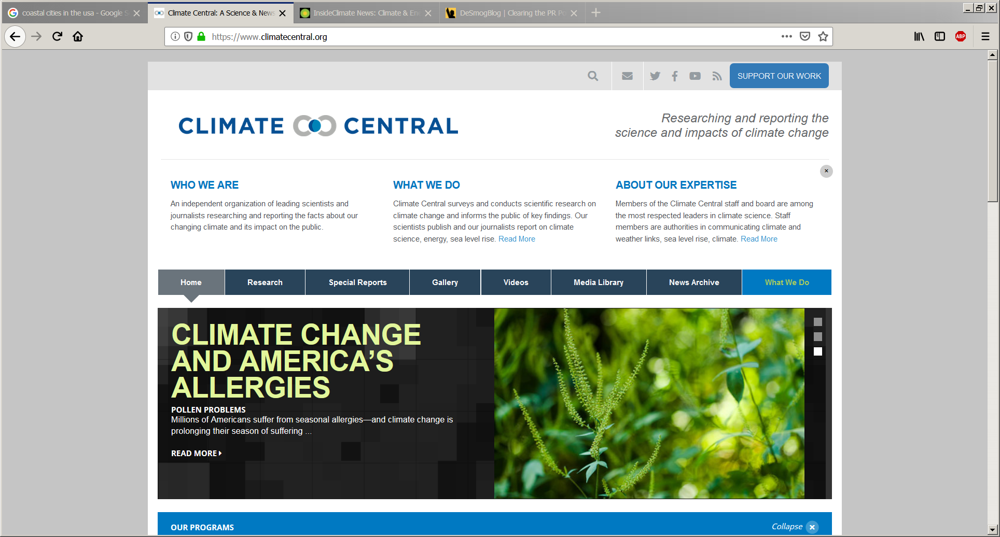 coastal cities in the usa - Google S
Climate Central: A Science & News
InsideClimate News: Climate & Ene
DeSmogBlog | Clearing the PR Po
https://www.climatecentral.org
ABP
SUPPORT OUR WORK
CLIMATE CENTRAL
Researching and reporting the
science and impacts of climate change
WHO WE ARE
An independent organization of leading scientists and
journalists researching and reporting the facts about our
changing climate and its impact on the public.
WHAT WE DO
Climate Central surveys and conducts scientific research on
climate change and informs the public of key findings. Our
scientists publish and our journalists report on climate
science, energy, sea level rise. Read More
ABOUT OUR EXPERTISE
Members of the Climate Central staff and board are among
the most respected leaders in climate science. Staff
members are authorities in communicating climate and
weather links, sea level rise, climate. Read More
Home Research Special Reports Gallery Videos Media Library News Archive What We Do
CLIMATE CHANGE
AND AMERICA’S
ALLERGIES
POLLEN PROBLEMS
Millions of Americans suffer from seasonal allergies—and climate change is
prolonging their season of suffering ...
READ MORE
OUR PROGRAMS
Collapse